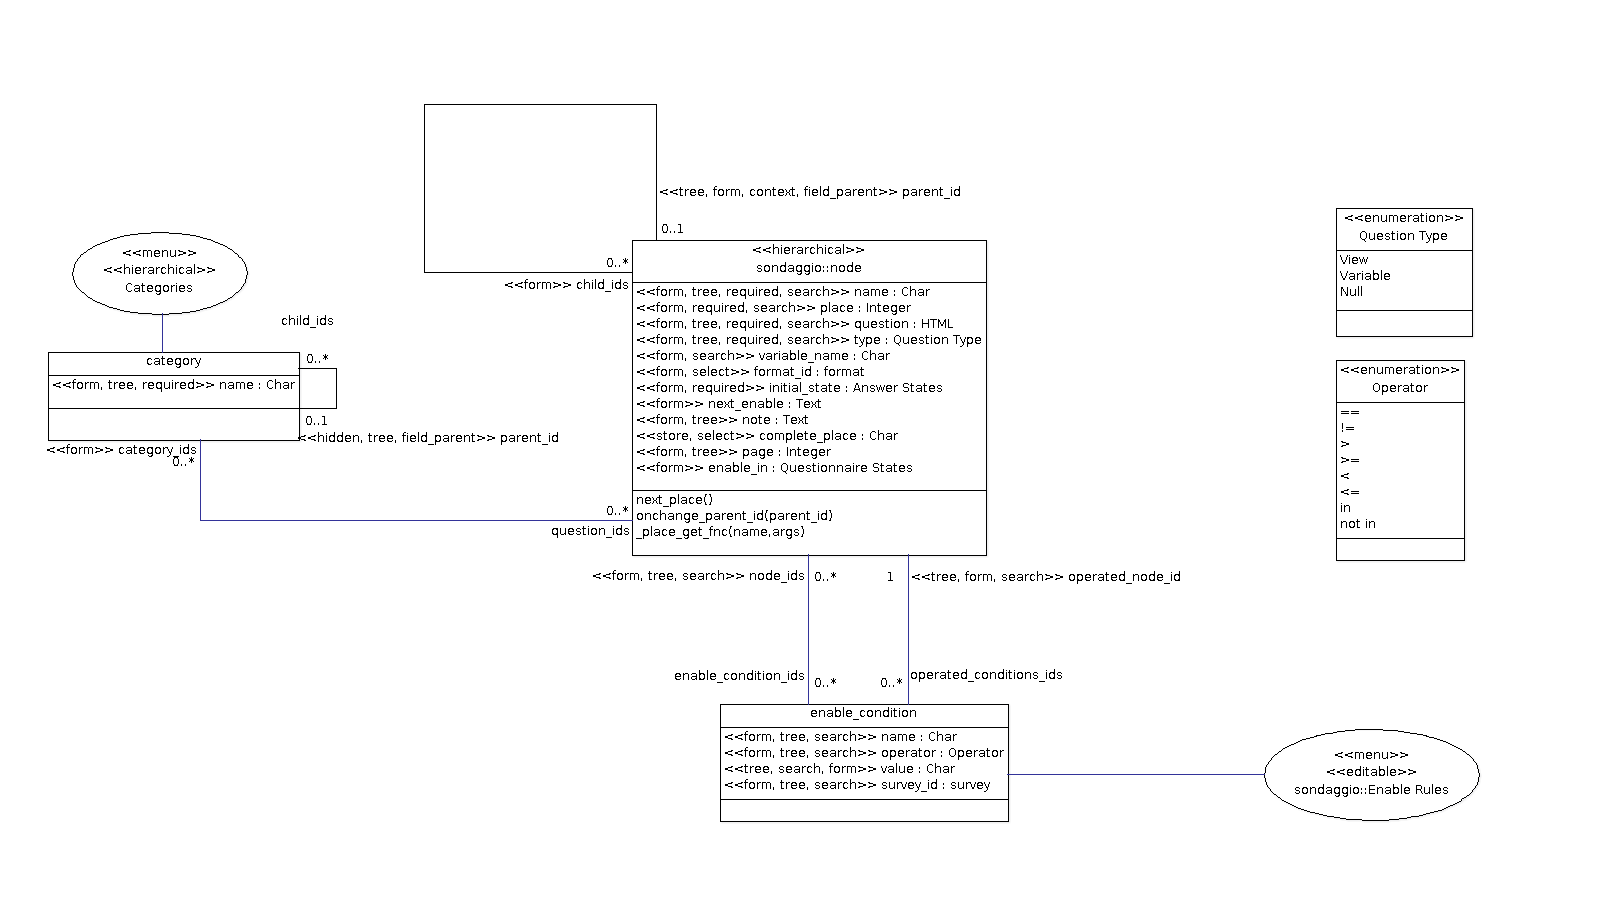 <<tree, form, context, field_parent>> parent_id
0..1
0..*
<<form>> child_ids
<<menu>>
<<hierarchical>>
Categories
child_ids
0..*
category
<<form, tree, required>> name : Char
0..1
<<hidden, tree, field_parent>> parent_id
<<form>> category_ids
0..*
<<hierarchical>>
sondaggio::node
<<form, tree, required, search>> name : Char
<<form, required, search>> place : Integer
<<form, tree, required, search>> question : HTML
<<form, tree, required, search>> type : Question Type
<<form, search>> variable_name : Char
<<form, select>> format_id : format
<<form, required>> initial_state : Answer States
<<form>> next_enable : Text
<<form, tree>> note : Text
<<store, select>> complete_place : Char
<<form, tree>> page : Integer
<<form>> enable_in : Questionnaire States
next_place()
onchange_parent_id(parent_id)
_place_get_fnc(name,args)
0..*
question_ids
<<enumeration>>
Question Type
View
Variable
Null
<<enumeration>>
Operator
==
!=
>
>=
<
<=
in
not in
<<form, tree, search>> node_ids
0..*
1
<<tree, form, search>> operated_node_id
enable_condition_ids
0..*
0..*
operated_conditions_ids
enable_condition
<<form, tree, search>> name : Char
<<form, tree, search>> operator : Operator
<<tree, search, form>> value : Char
<<form, tree, search>> survey_id : survey
<<menu>>
<<editable>>
sondaggio::Enable Rules